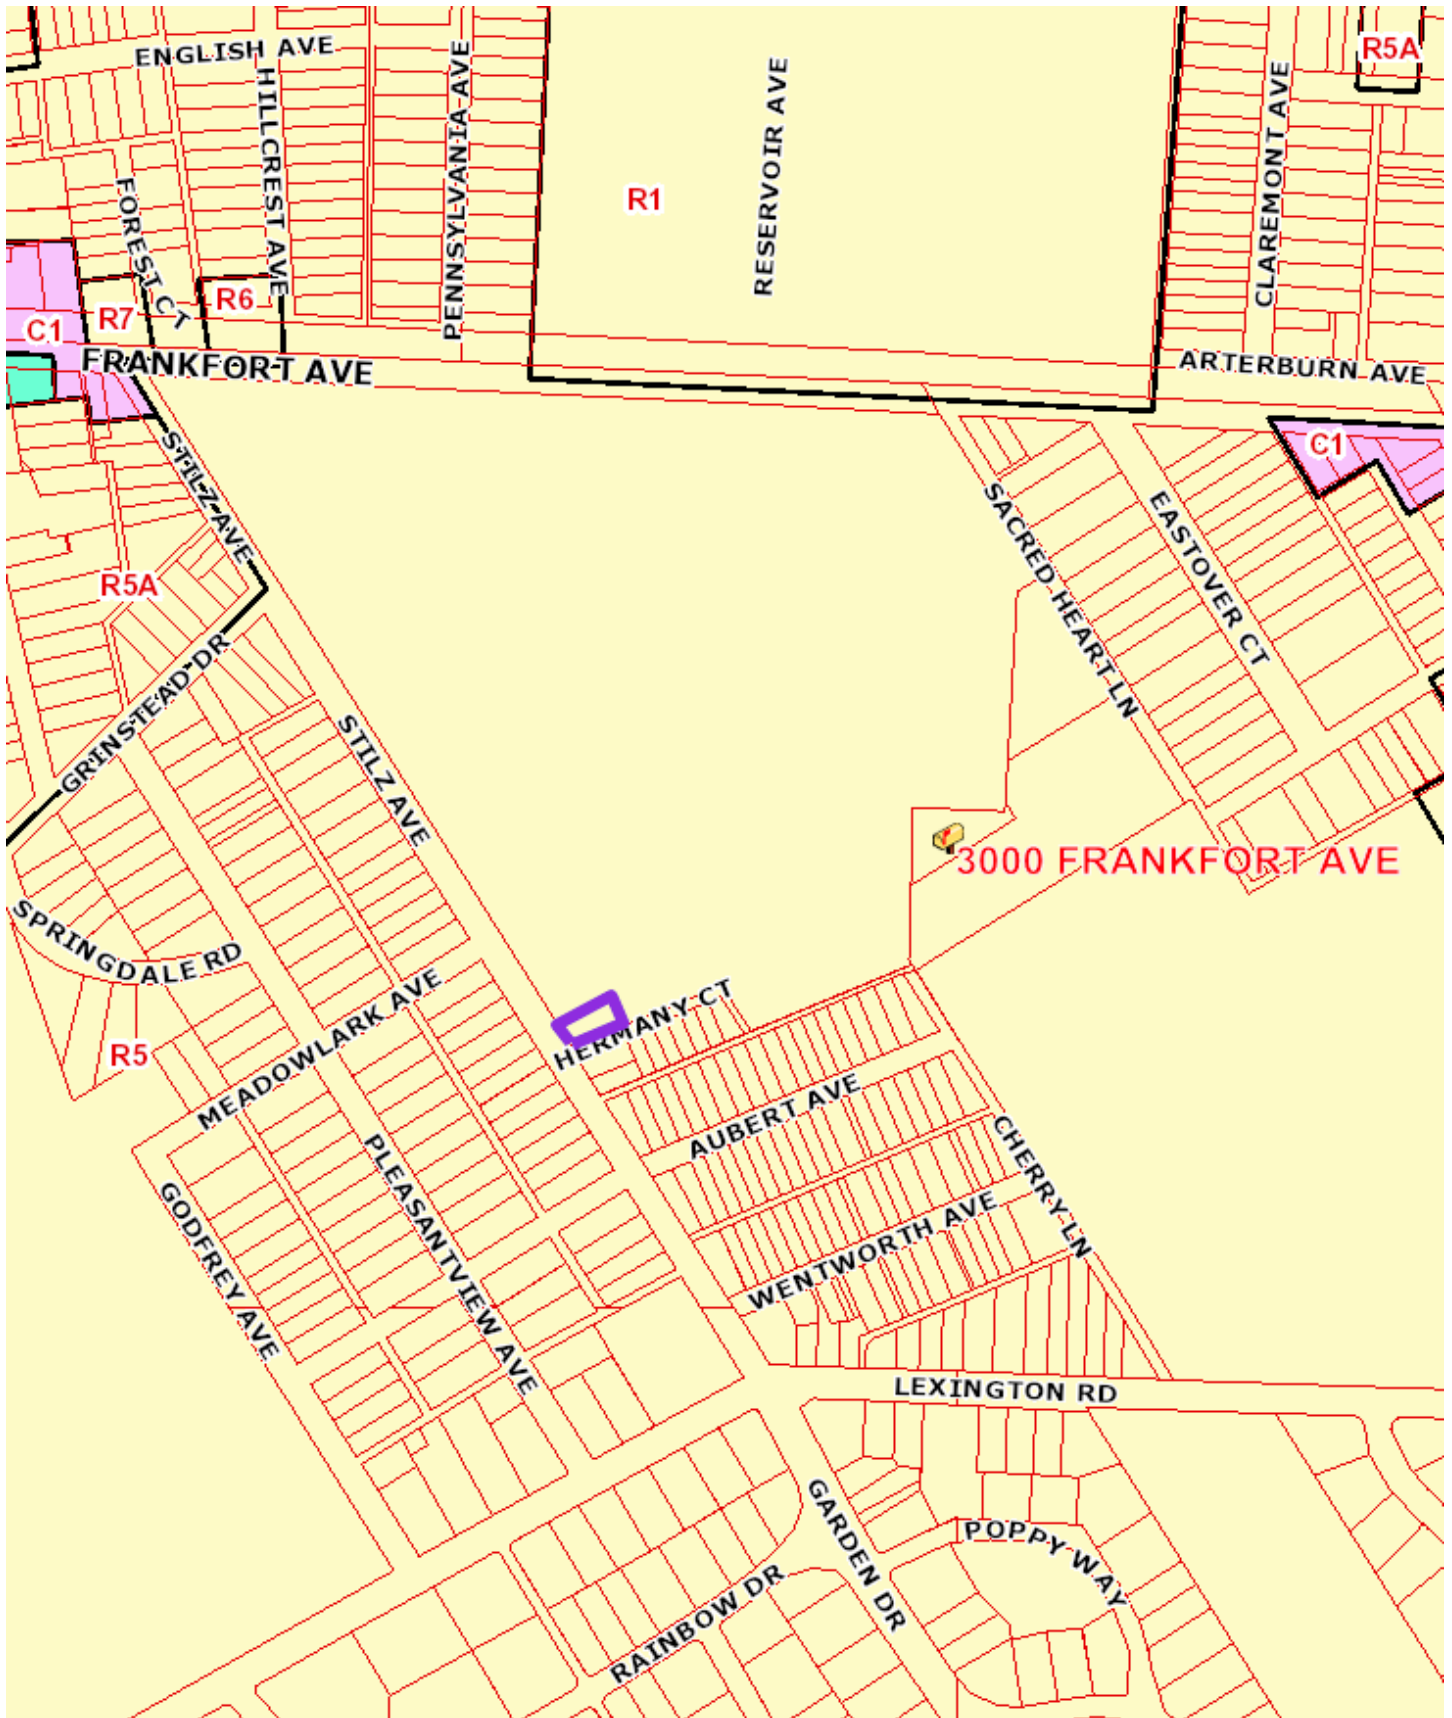 ENGLISH AVE
R5A
HILLCREST AVE
PENNSYLVANIA AVE
RESERVOIR AVE
CLAREMONT AVE
R1
FOREST CT
R6
R7
C1
FRANKFORT AVE
ARTERBURN AVE
C1
STILZ AVE
SACRED HEART LN
EASTOVER CT
R5A
GRINSTEAD DR
STILZ AVE
3000 FRANKFORT AVE
SPRINGDALE RD
MEADOWLARK AVE
HERMANY CT
R5
AUBERT AVE
CHERRY LN
PLEASANTVIEW AVE
GODFREY AVE
WENTWORTH AVE
LEXINGTON RD
GARDEN DR
POPPY WAY
RAINBOW DR